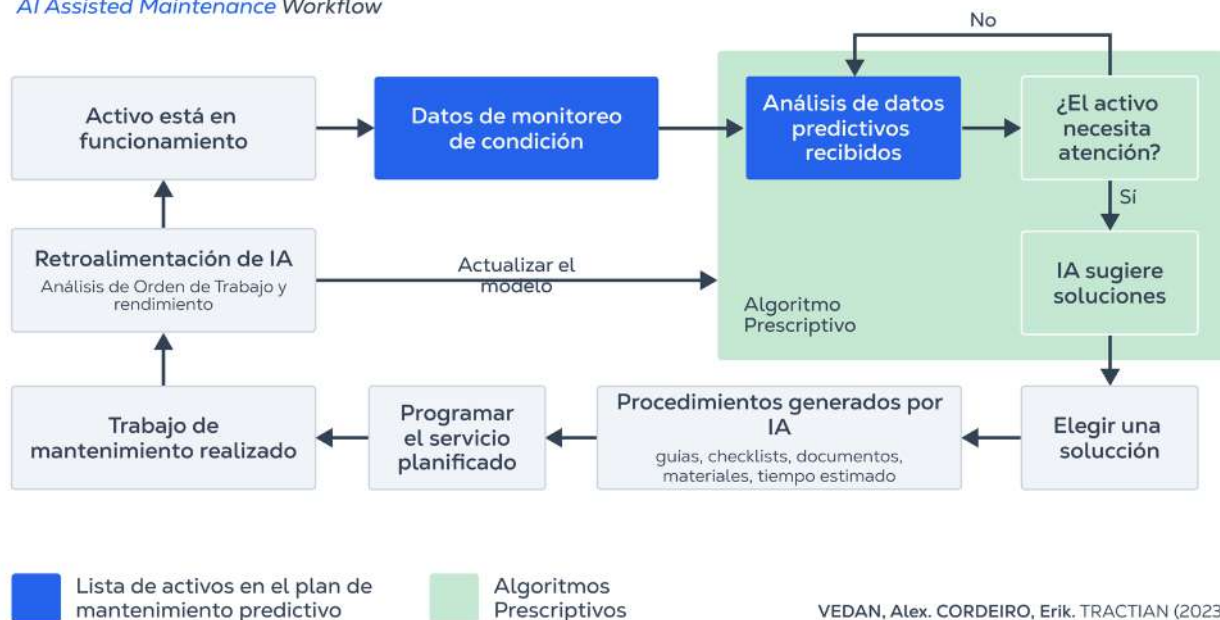 AI Assisted Maintenance Workflow
No
Activo está en
funcionamiento
Datos de monitoreo
de condición
Análisis de datos
predictivos
recibidos
¿El activo
necesita
atención?
Sí
Retroalimentación de IA
Análisis de Orden de Trabajo y
rendimiento
Actualizar el
modelo
Algoritmo
Prescriptivo
IA sugiere
soluciones
Trabajo de
mantenimiento realizado
Programar
el servicio
planificado
Procedimientos generados por
IA
guías, checklists, documentos,
materiales, tiempo estimado
Elegir una
solucción
Lista de activos en el plan de
mantenimiento predictivo
Algoritmos
Prescriptivos
VEDAN, Alex. CORDEIRO, Erik. TRACTIAN (2023